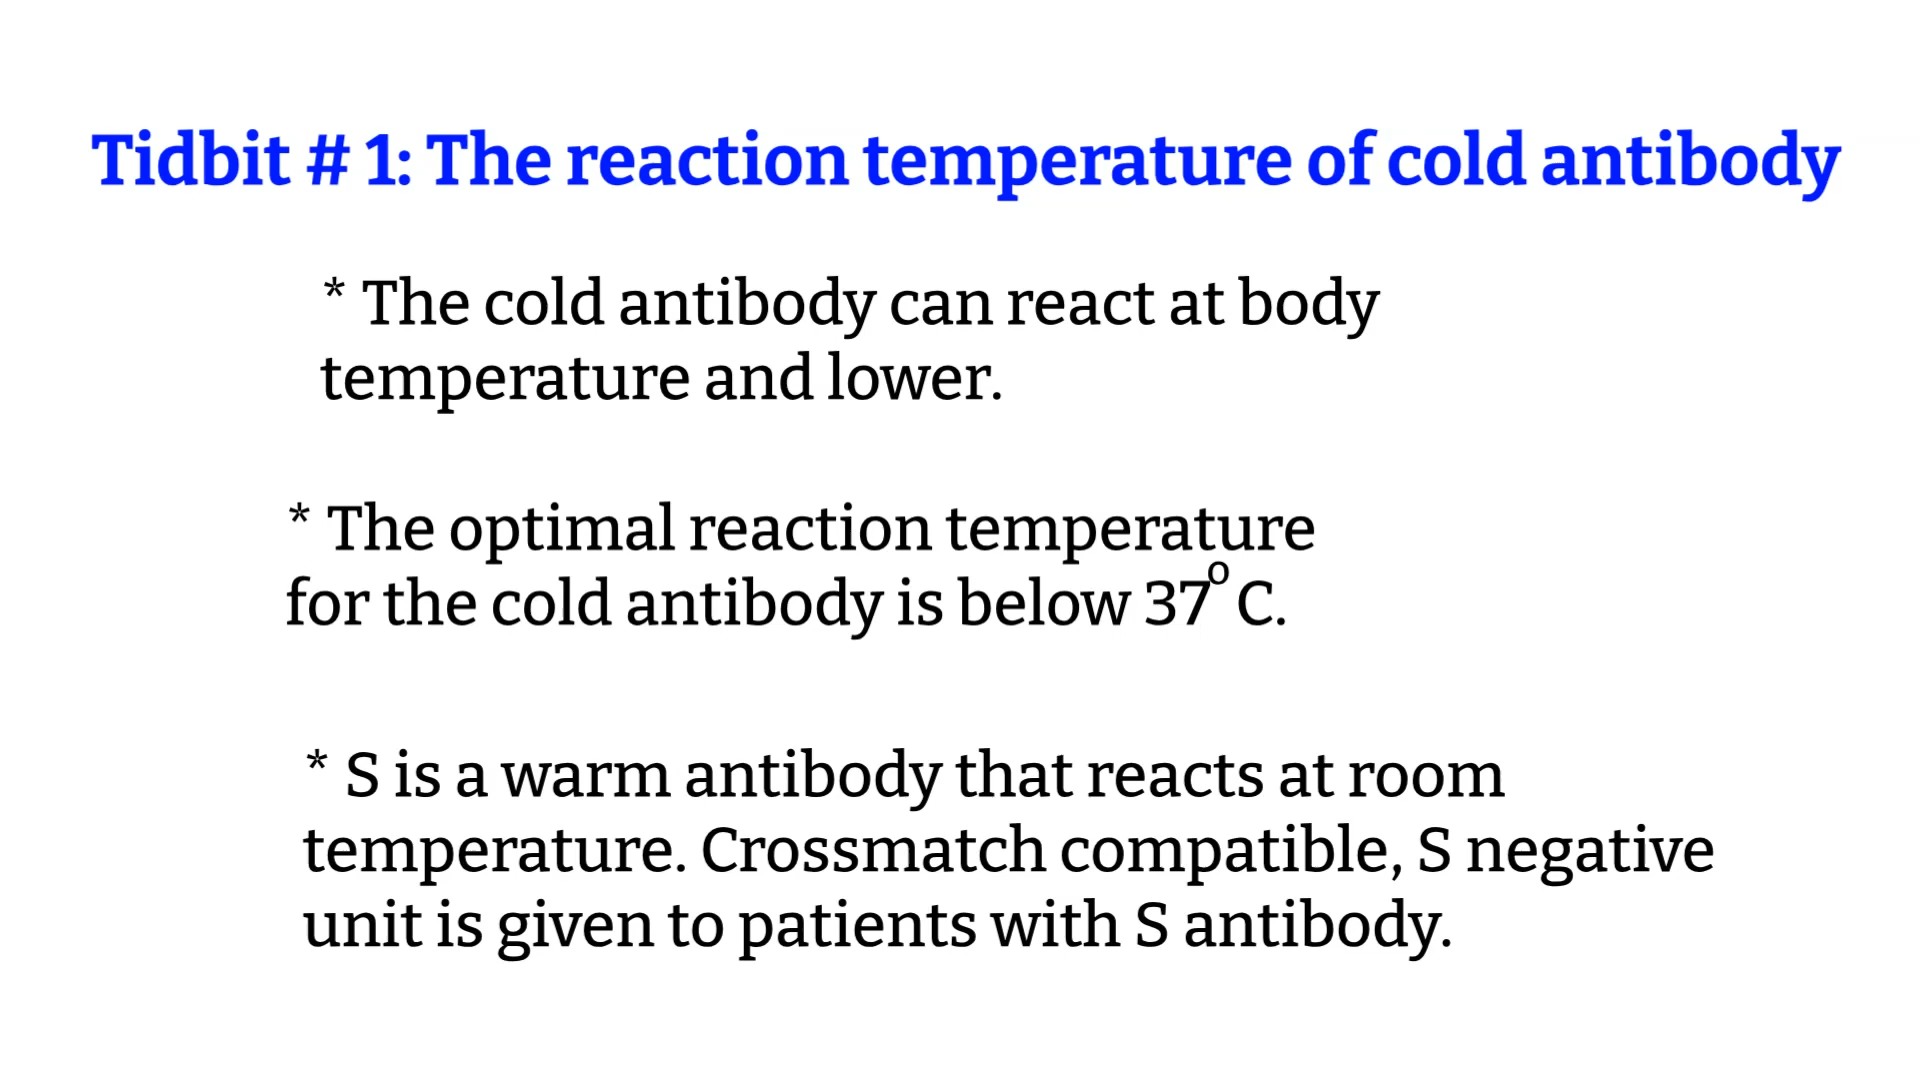 Tidbit # 1: The reaction temperature of cold antibody
* The cold antibody can react at body
temperature and lower.
* The optimal reaction temperature
for the cold antibody is below 37º C.
* S is a warm antibody that reacts at room
temperature. Crossmatch compatible, S negative
unit is given to patients with S antibody.